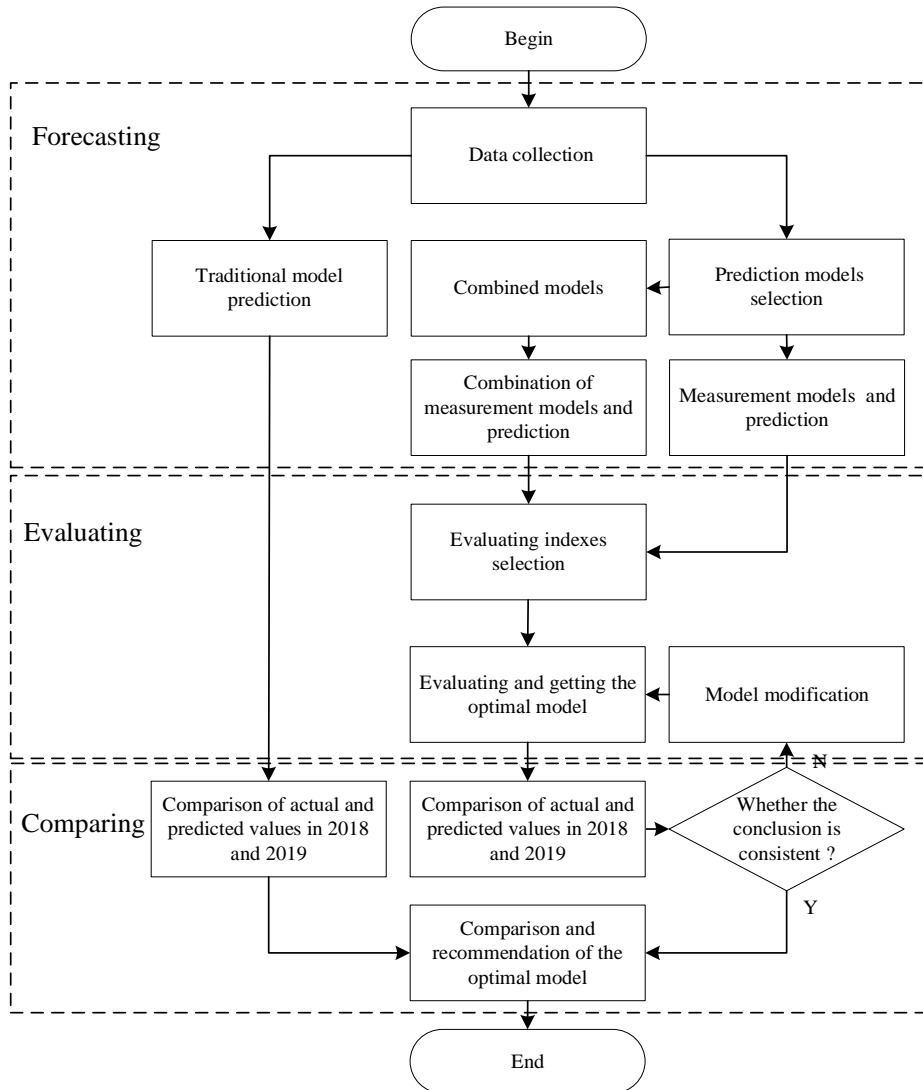 Begin
Forecasting
Data collection
Traditional model
prediction
Combined models
Prediction models
selection
Combination of
measurement models and
prediction
Measurement models and
prediction
Evaluating
Evaluating indexes
selection
Evaluating and getting the
optimal model
Model modification
N
Comparing
Comparison of actual and
predicted values in 2018
and 2019
Comparison of actual and
predicted values in 2018
and 2019
Whether the
conclusion is
consistent ?
Y
Comparison and
recommendation of the
optimal model
End